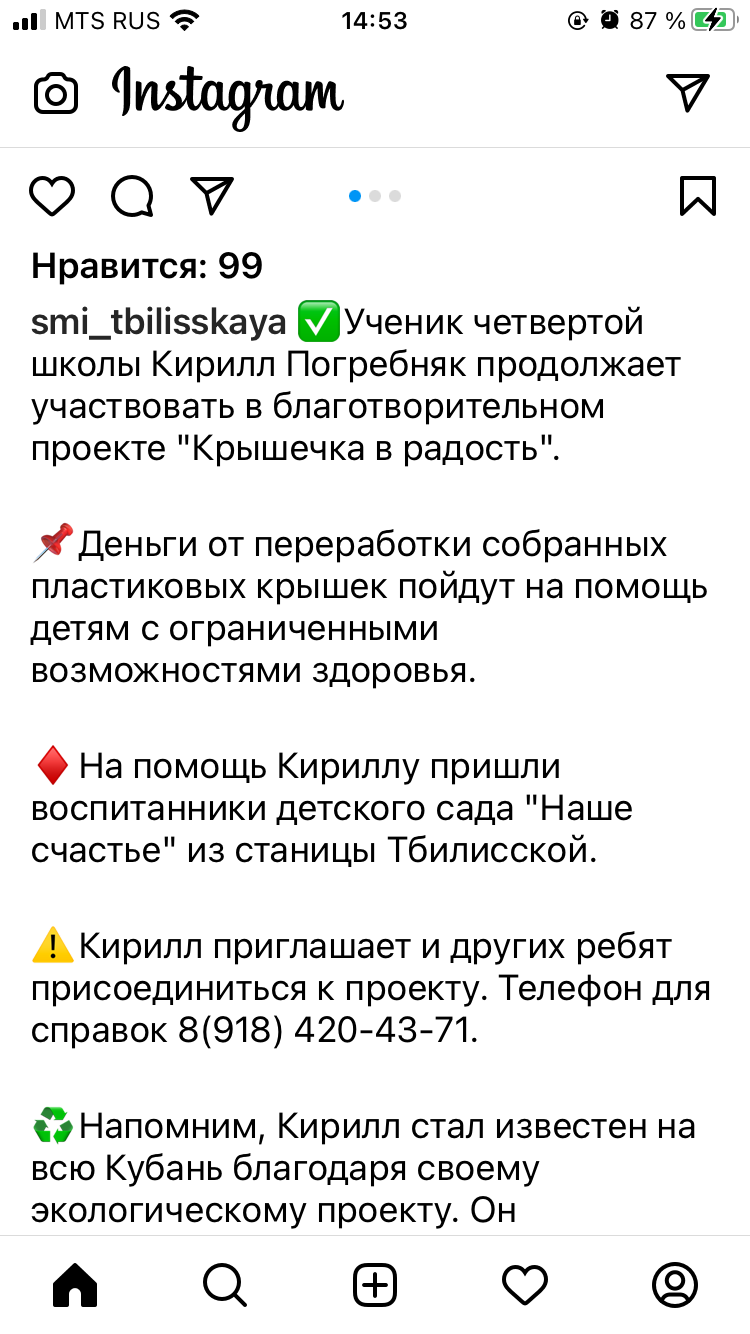 MTS RUS 14:53 87 %
Instagram
Нравится: 99
smi_tbilisskaya ✅Ученик четвертой
школы Кирилл Погребняк продолжает
участвовать в благотворительном
проекте "Крышечка в радость".
📌Деньги от переработки собранных
пластиковых крышек пойдут на помощь
детям с ограниченными
возможностями здоровья.
♦️На помощь Кириллу пришли
воспитанники детского сада "Наше
счастье" из станицы Тбилисской.
⚠️Кирилл приглашает и других ребят
присоединиться к проекту. Телефон для
справок 8(918) 420-43-71.
♻️Напомним, Кирилл стал известен на
всю Кубань благодаря своему
экологическому проекту. Он